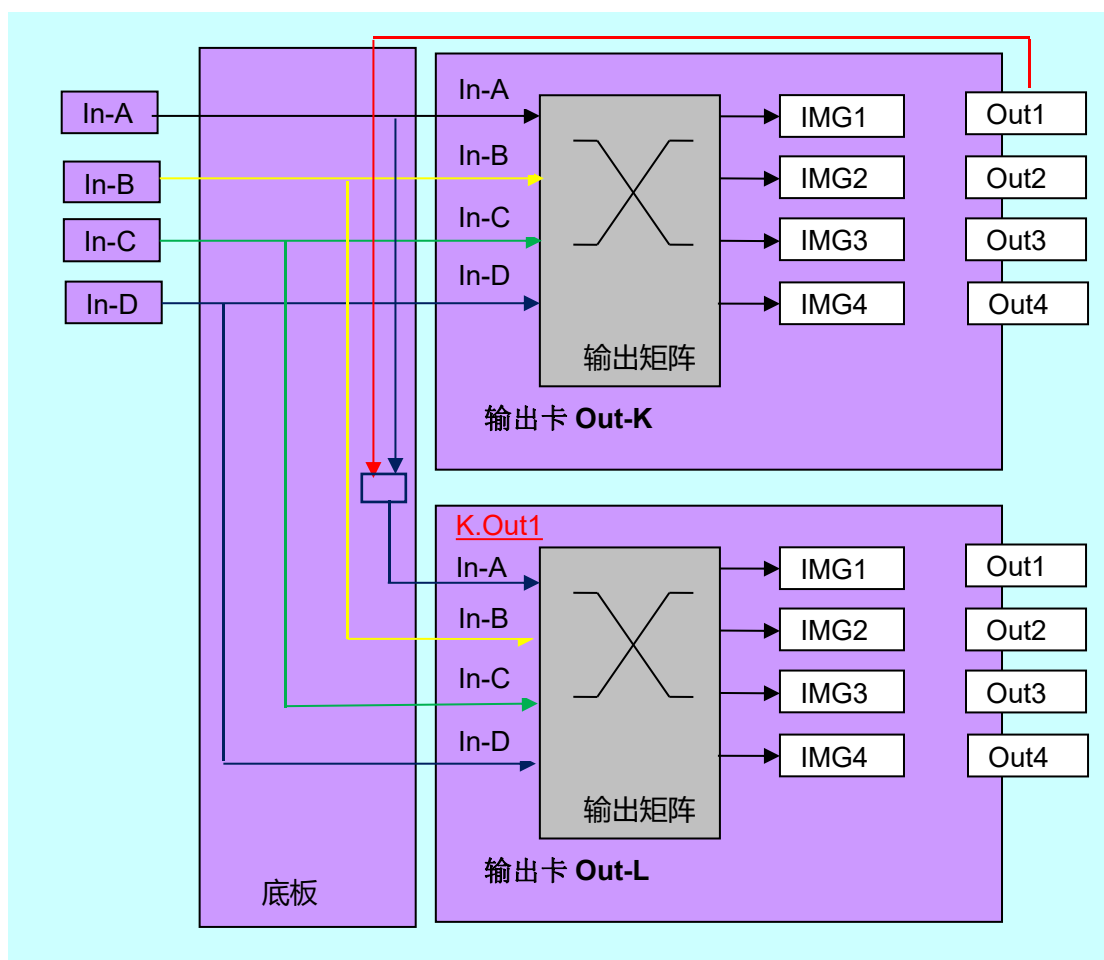 In-A
In-B
In-C
In-D
底板
In-A
In-B
In-C
In-D
输出矩阵
IMG1
IMG2
IMG3
IMG4
Out1
Out2
Out3
Out4
输出卡 Out-K
K.Out1
In-A
In-B
In-C
In-D
输出矩阵
IMG1
IMG2
IMG3
IMG4
Out1
Out2
Out3
Out4
输出卡 Out-L